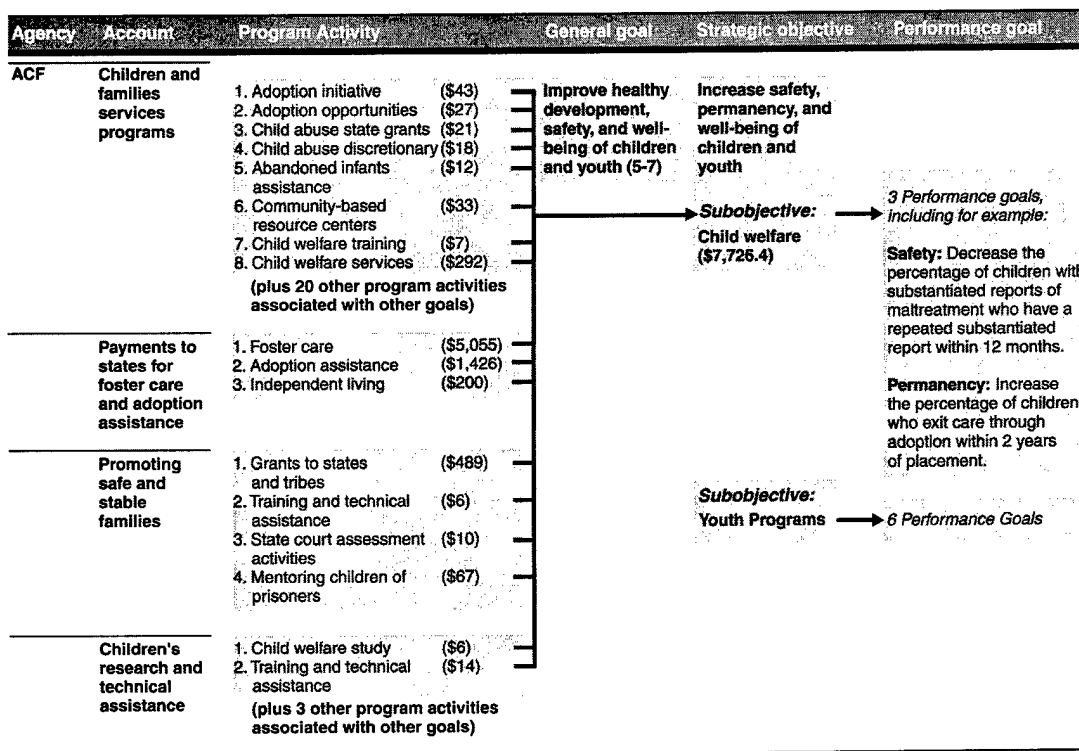 Agency Account Program Activity General goal Strategic objective Performance goal
ACF
Children and
families
services
programs
1. Adoption initiative ($43)
2. Adoption opportunities ($27)
3. Child abuse state grants ($21)
4. Child abuse discretionary ($18)
5. Abandoned infants ($12)
assistance
6. Community-based ($33)
resource centers
7. Child welfare training ($7)
8. Child welfare services ($292)
(plus 20 other program activities
associated with other goals)
Improve healthy
development,
safety, and well-
being of children
and youth (5-7)
Increase safety,
permanency, and
well-being of
children and
youth
Subobjective:
Child welfare
($7,726.4)
3 Performance goals,
including for example:
Safety: Decrease the
percentage of children with
substantiated reports of
maltreatment who have a
repeated substantiated
report within 12 months.
Permanency: Increase
the percentage of children
who exit care through
adoption within 2 years
of placement.
Payments to
states for
foster care
and adoption
assistance
1. Foster care ($5,055)
2. Adoption assistance ($1,426)
3. Independent living ($200)
Promoting
safe and
stable
families
1. Grants to states ($489)
and tribes
2. Training and technical ($6)
assistance
3. State court assessment ($10)
activities
4. Mentoring children of ($67)
prisoners
Subobjective:
Youth Programs
6 Performance Goals
Children's
research and
technical
assistance
1. Child welfare study ($6)
2. Training and technical ($14)
assistance
(plus 3 other program activities
associated with other goals)